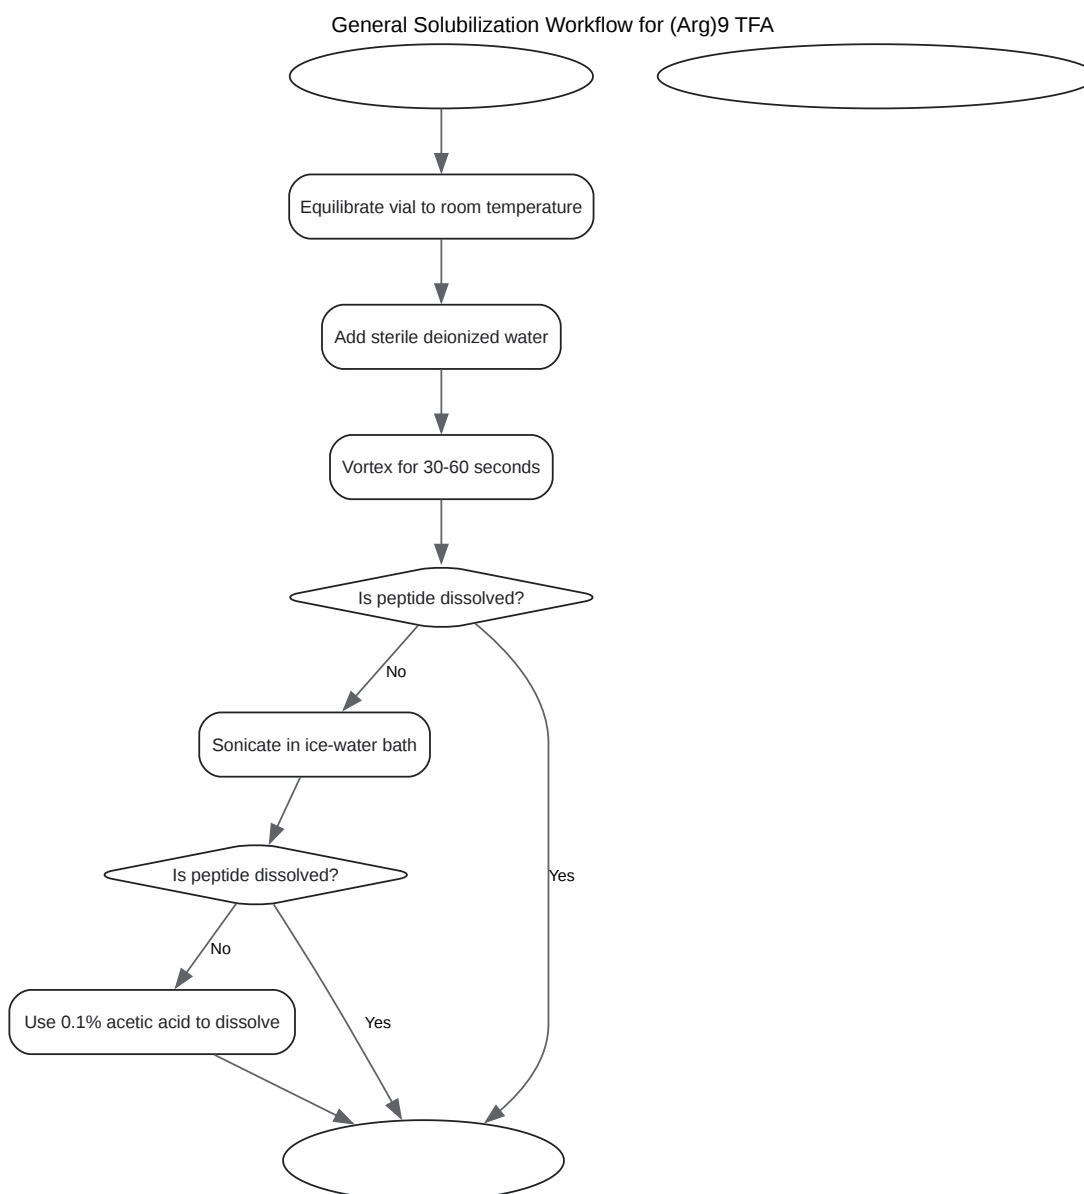 General Solubilization Workflow for (Arg)9 TFA
Equilibrate vial to room temperature
Add sterile deionized water
Vortex for 30-60 seconds
Is peptide dissolved?
No
Sonicate in ice-water bath
Is peptide dissolved?
Yes
No
Use 0.1% acetic acid to dissolve
Yes